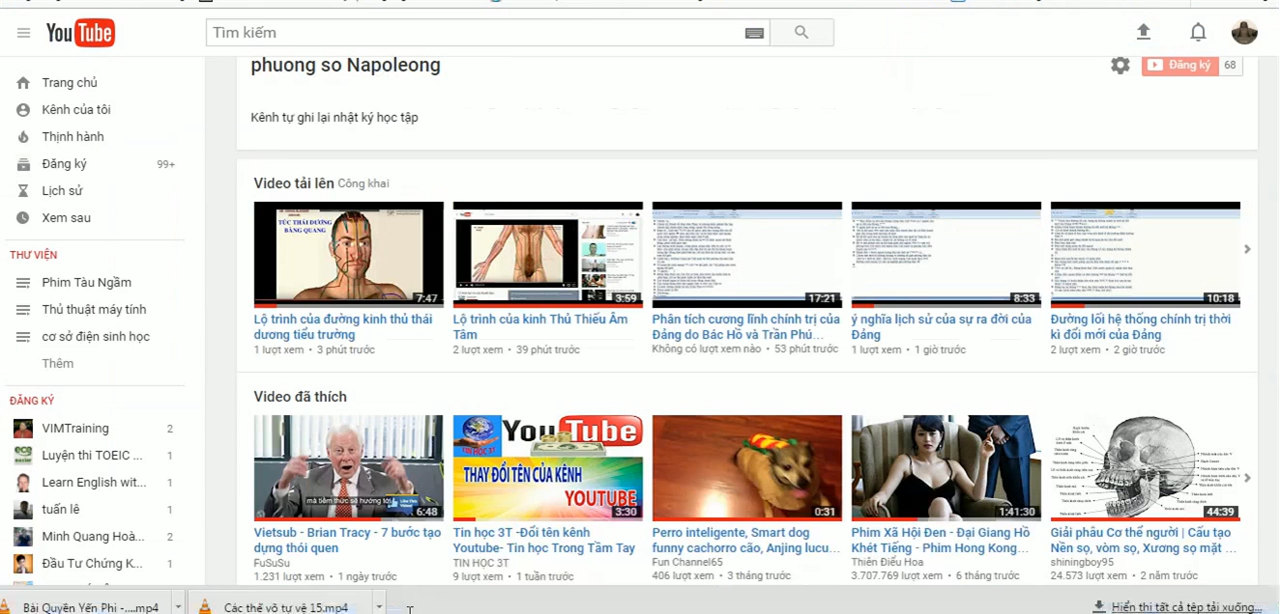 YouTube
Tìm kiếm
phuong so Napoleong
Đăng ký 68
Kênh tự ghi lại nhật ký học tập
Trang chủ
Kênh của tôi
Thịnh hành
Đăng ký 99+
Lịch sử
Xem sau
THƯ VIỆN
Phim Tàu Ngầm
Thủ thuật máy tính
cơ sở điện sinh học
Thêm
ĐĂNG KÝ
VIMTraining 2
Luyện thi TOEIC ... 1
Learn English wit... 1
tuấn lê 1
Minh Quang Hoà... 2
Đầu Tư Chứng K... 1
Video tải lên Công khai
TÚC THÁI DƯƠNG
BÀNG QUANG
7:47
3:59
17:21
8:33
10:18
Lộ trình của đường kinh thủ thái
dương tiểu trường
1 lượt xem • 3 phút trước
Lộ trình của kinh Thủ Thiếu Âm
Tâm
2 lượt xem • 39 phút trước
Phân tích cương lĩnh chính trị của
Đảng do Bác Hồ và Trần Phú...
Không có lượt xem nào • 53 phút trước
ý nghĩa lịch sử của sự ra đời của
Đảng
1 lượt xem • 1 giờ trước
Đường lối hệ thống chính trị thời
kì đổi mới của Đảng
2 lượt xem • 2 giờ trước
Video đã thích
mà tiềm thức sẽ hướng tới
6:48
YouTube
TIN HỌC 3T
THAY ĐỔI TÊN CỦA KÊNH
YOUTUBE
3:30
0:31
1:41:30
44:39
Vietsub - Brian Tracy - 7 bước tạo
dựng thói quen
FuSuSu
1.231 lượt xem • 1 ngày trước
Tin học 3T -Đổi tên kênh
Youtube- Tin học Trong Tầm Tay
TIN HỌC 3T
9 lượt xem • 1 tuần trước
Perro inteligente, Smart dog
funny cachorro cão, Anjing lucu...
Fun Channel65
406 lượt xem • 3 tháng trước
Phim Xã Hội Đen - Đại Giang Hồ
Khét Tiếng - Phim Hong Kong...
Thiên Điểu Hoa
3.707.769 lượt xem • 6 tháng trước
Giải phâu Cơ thể người | Cấu tạo
Nền sọ, vòm sọ, Xương sọ mặt ...
shiningboy95
24.573 lượt xem • 2 năm trước
Bài Quyền Yến Phi -....mp4
Các thế võ tự vệ 15.mp4
Hiển thị tất cả tệp tải xuống...